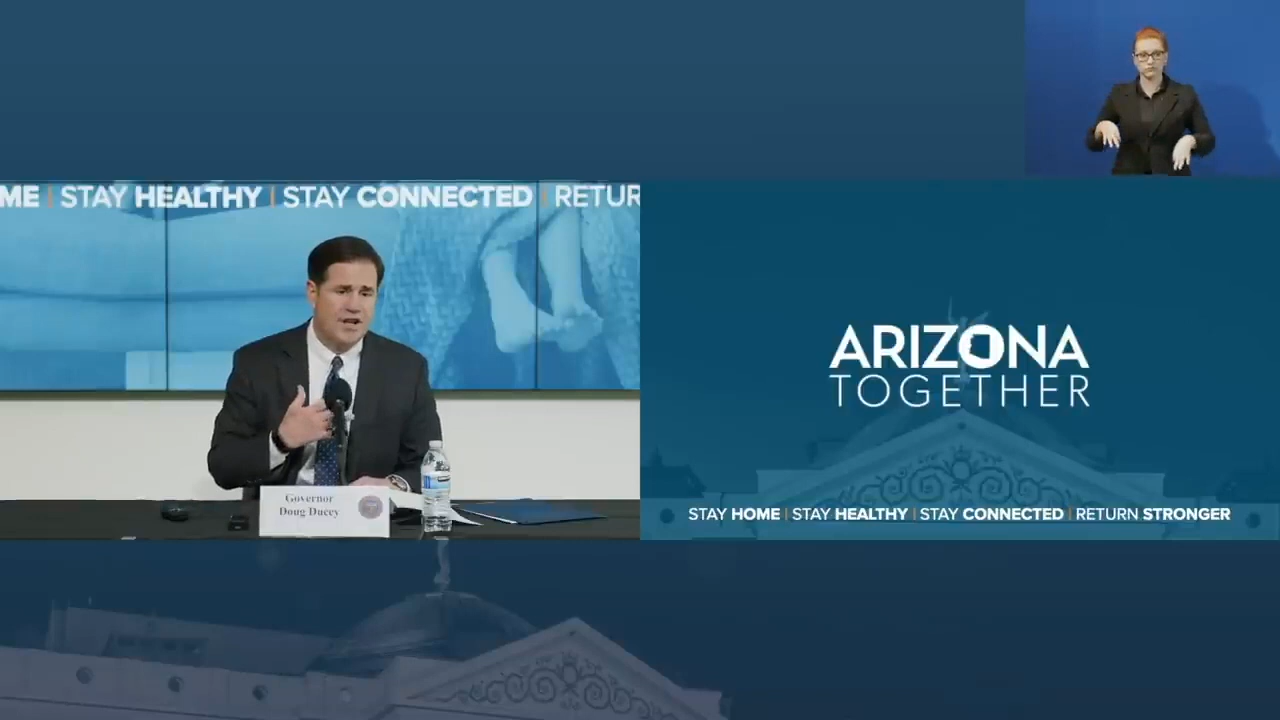 ME | STAY HEALTHY | STAY CONNECTED | RETUR
Governor
Doug Ducey
ARIZONA
TOGETHER
STAY HOME | STAY HEALTHY | STAY CONNECTED | RETURN STRONGER